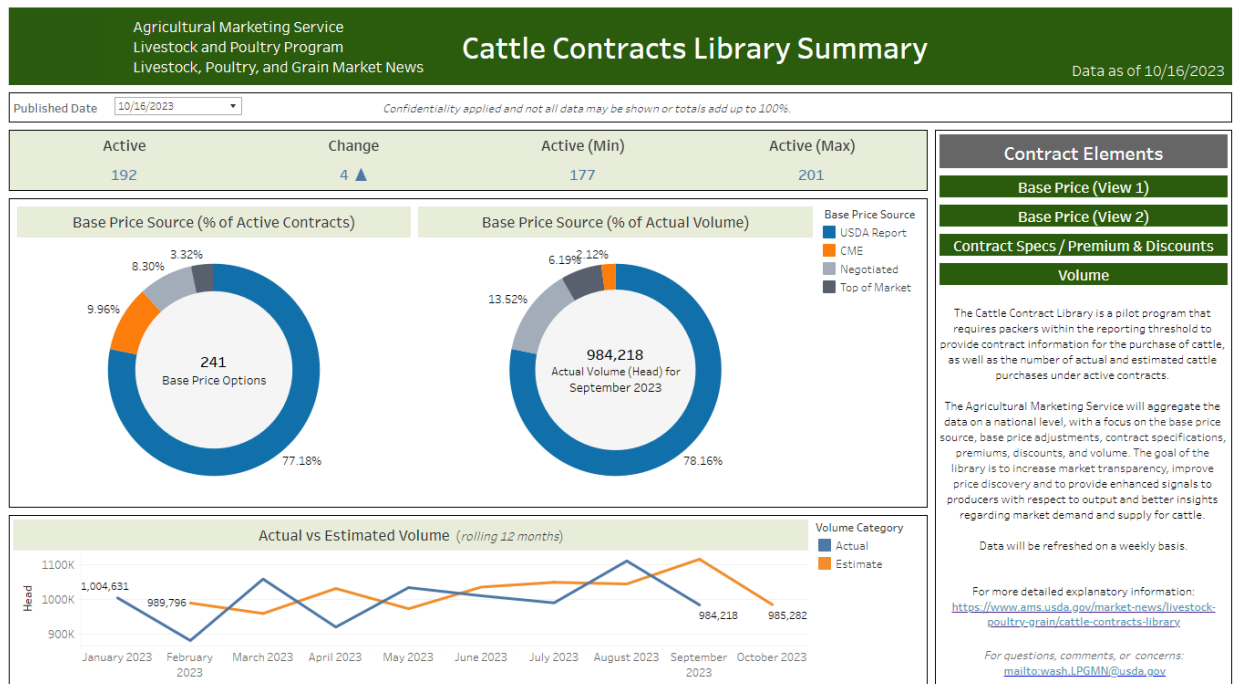 Agricultural Marketing Service
Livestock and Poultry Program
Livestock, Poultry, and Grain Market News
Cattle Contracts Library Summary
Data as of 10/16/2023
Published Date
10/16/2023
Confidentiality applied and not all data may be shown or totals add up to 100%.
Active
Change
Active (Min)
Active (Max)
192
4 ▲
177
201
Base Price Source (% of Active Contracts)
3.32%
8.30%
9.96%
241
Base Price Options
77.18%
Base Price Source (% of Actual Volume)
6.19%
2.12%
13.52%
984,218
Actual Volume (Head) for
September 2023
78.16%
Base Price Source
USDA Report
CME
Negotiated
Top of Market
Actual vs Estimated Volume (rolling 12 months)
Volume Category
Actual
Estimate
Head
1100K
1000K
900K
1,004,631
989,796
984,218
985,282
January 2023
February
2023
March 2023
April 2023
May 2023
June 2023
July 2023
August 2023
September
2023
October 2023
Contract Elements
Base Price (View 1)
Base Price (View 2)
Contract Specs / Premium & Discounts
Volume
The Cattle Contract Library is a pilot program that
requires packers within the reporting threshold to
provide contract information for the purchase of cattle,
as well as the number of actual and estimated cattle
purchases under active contracts.
The Agricultural Marketing Service will aggregate the
data on a national level, with a focus on the base price
source, base price adjustments, contract specifications,
premiums, discounts, and volume. The goal of the
library is to increase market transparency, improve
price discovery and to provide enhanced signals to
producers with respect to output and better insights
regarding market demand and supply for cattle.
Data will be refreshed on a weekly basis.
For more detailed explanatory information:
https://www.ams.usda.gov/market-news/livestock-
poultry-grain/cattle-contracts-library
For questions, comments, or concerns:
mailto:wash.LPGMN@usda.gov